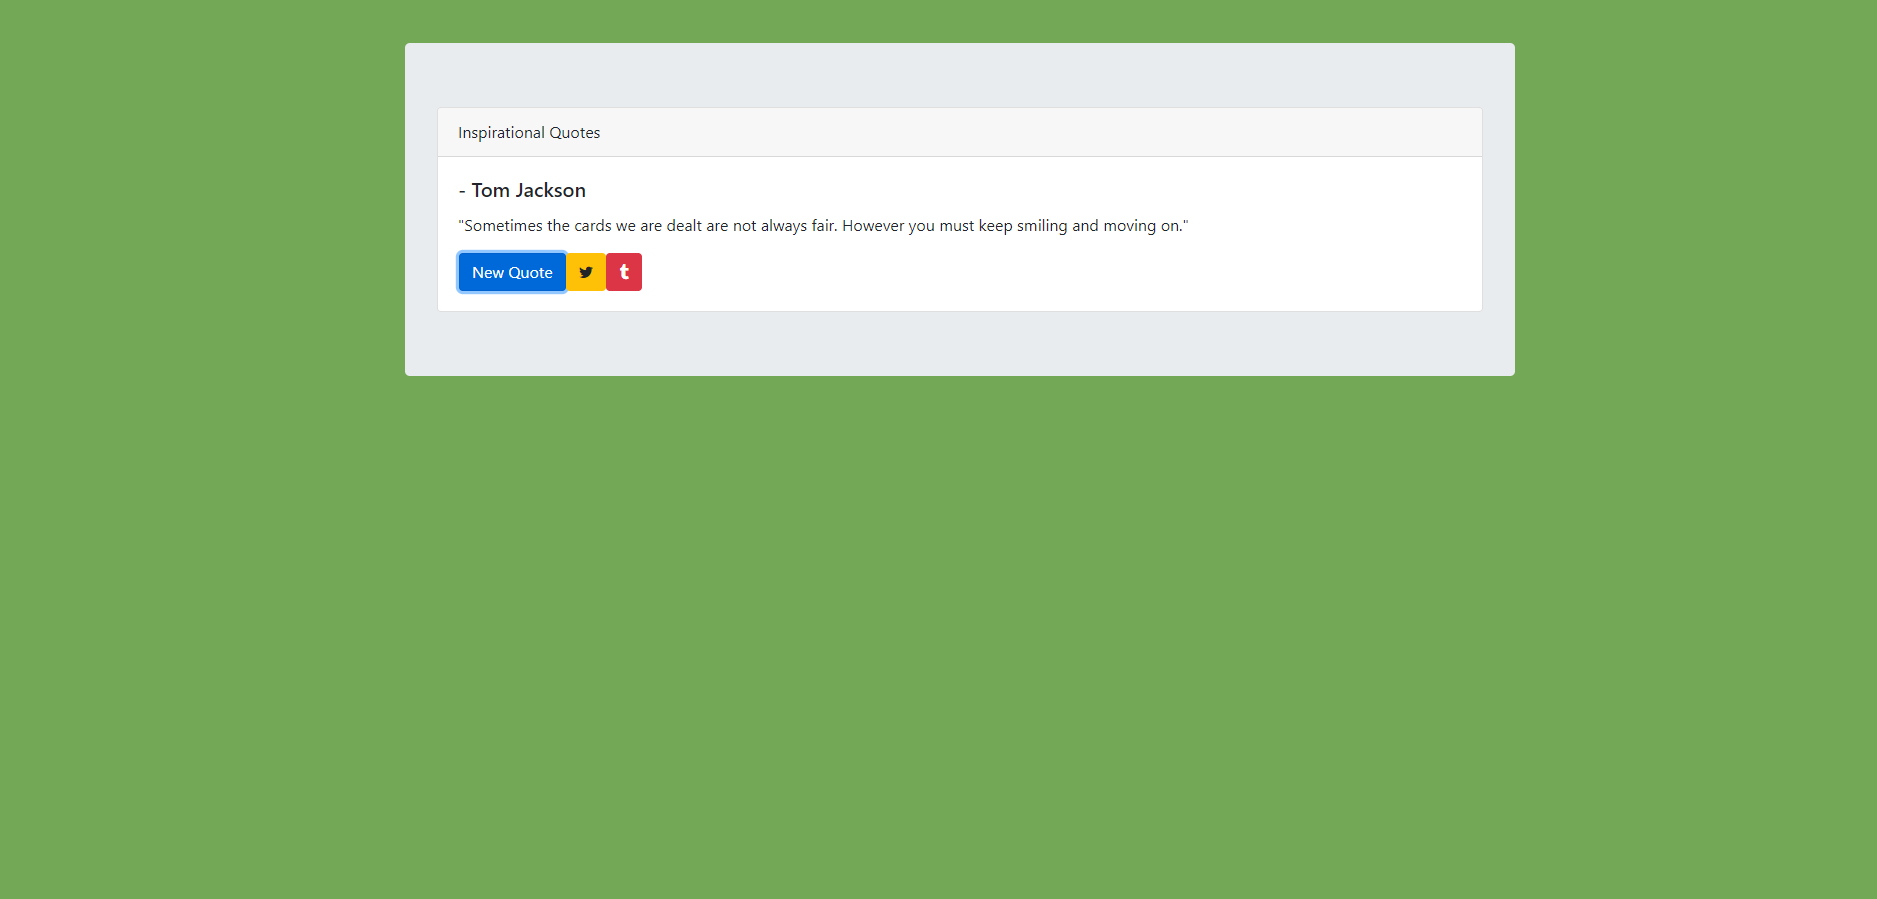 Inspirational Quotes
- Tom Jackson
"Sometimes the cards we are dealt are not always fair. However you must keep smiling and moving on."
New Quote